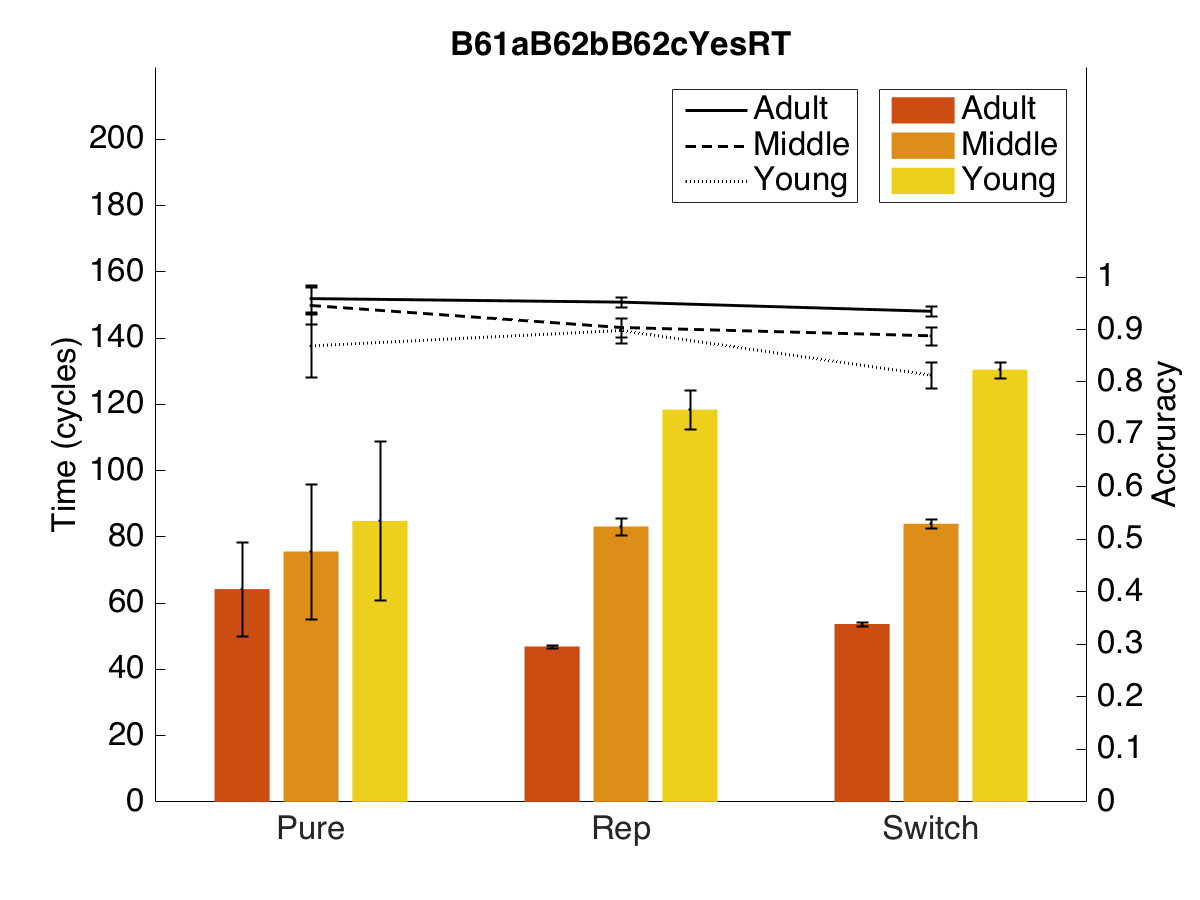 B61aB62bB62cYesRT
Adult
Middle
Young
Adult
Middle
Young
Time (cycles)
200
180
160
140
120
100
80
60
40
20
0
Accruracy
1
0.9
0.8
0.7
0.6
0.5
0.4
0.3
0.2
0.1
0
Pure Rep Switch